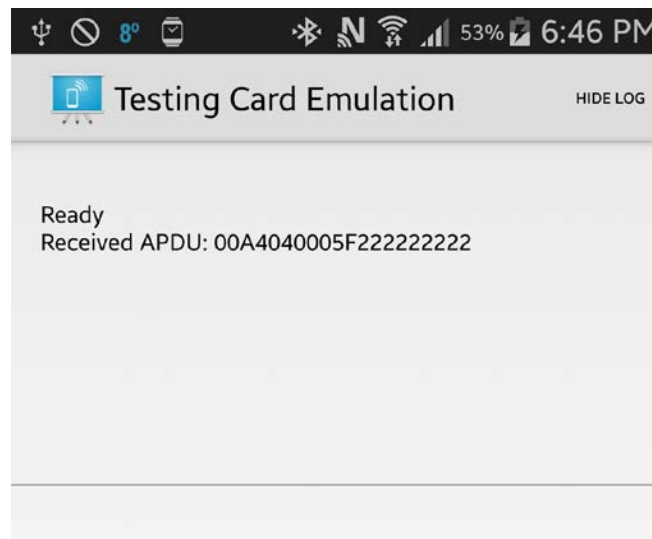 8° N 53% 6:46 PM
Testing Card Emulation HIDE LOG
Ready
Received APDU: 00A4040005F222222222